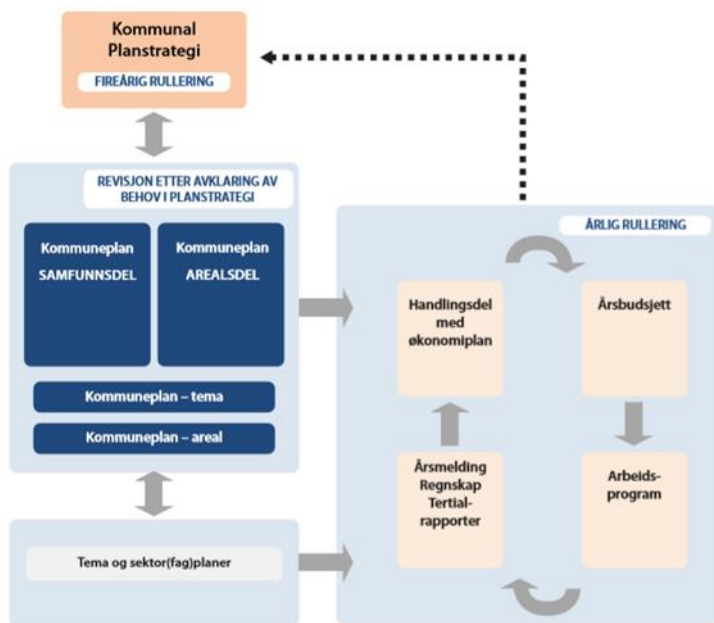 Kommunal
Planstrategi
FIREÅRIG RULLERING
REVISJON ETTER AVKLARING AV
BEHOV I PLANSTRATEGI
Kommuneplan
SAMFUNNSDEL
Kommuneplan
AREALSDEL
Kommuneplan – tema
Kommuneplan – areal
Tema og sektor(fag)planer
ÅRLIG RULLERING
Handlingsdel
med
økonomiplan
Årsbudsjett
Årsmelding
Regnskap
Tertial-
rapporter
Arbeids-
program